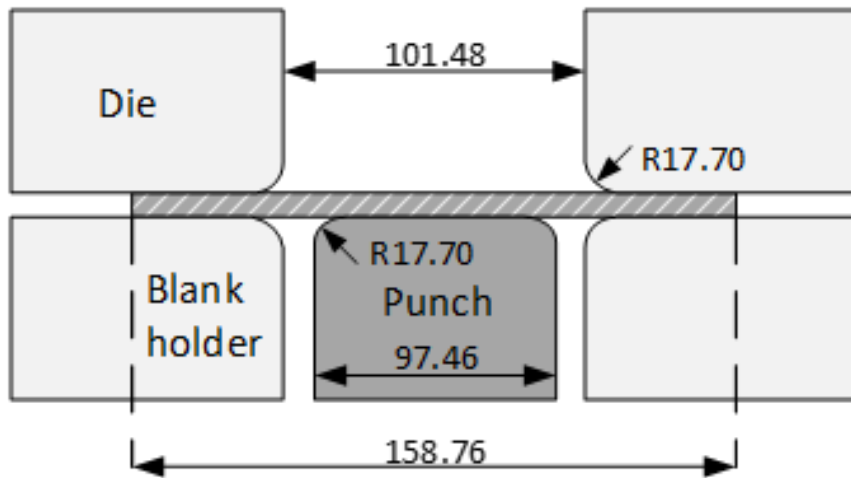 101.48
Die
R17.70
R17.70
Blank
holder
Punch
97.46
158.76